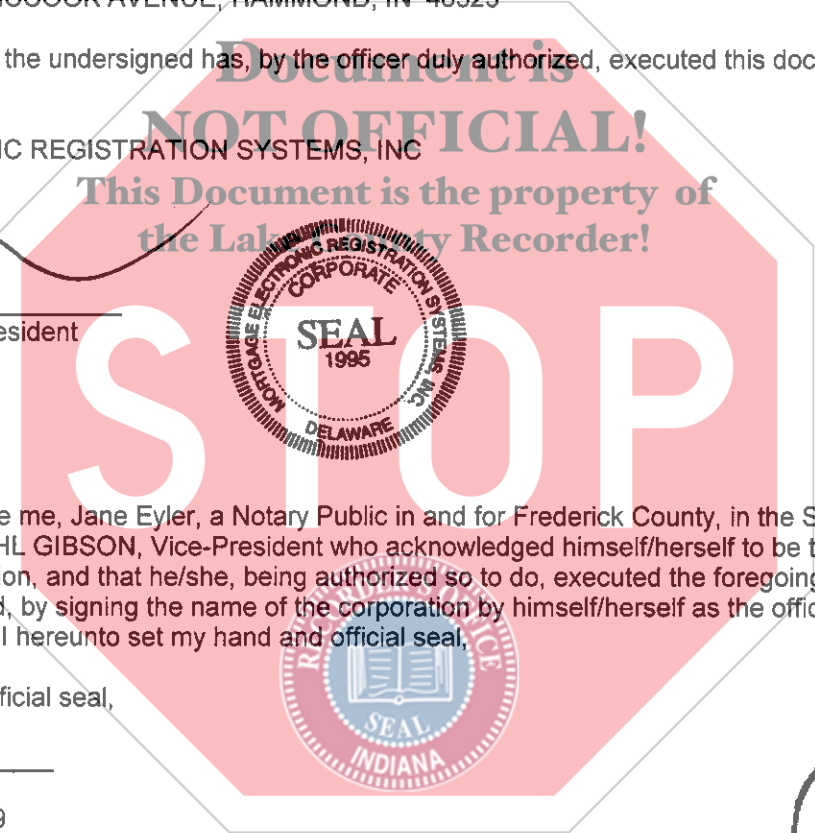 AVENUE, HAMMOND, IN 46323
the undersigned has, by the officer duly authorized, executed this doc
Document is
NOT OFFICIAL!
IC REGISTRATION SYSTEMS, INC
This Document is the property of
the Lake County Recorder!
MORTGAGE ELECTRONIC REGISTRATION SYSTEMS, INC.
CORPORATE
SEAL
1995
DELAWARE
esident
STOP
e me, Jane Eyler, a Notary Public in and for Frederick County, in the S
HL GIBSON, Vice-President who acknowledged himself/herself to be t
ion, and that he/she, being authorized so to do, executed the foregoing
d, by signing the name of the corporation by himself/herself as the offic
I hereunto set my hand and official seal,
RECORDER'S OFFICE
SEAL
INDIANA
ficial seal,
9